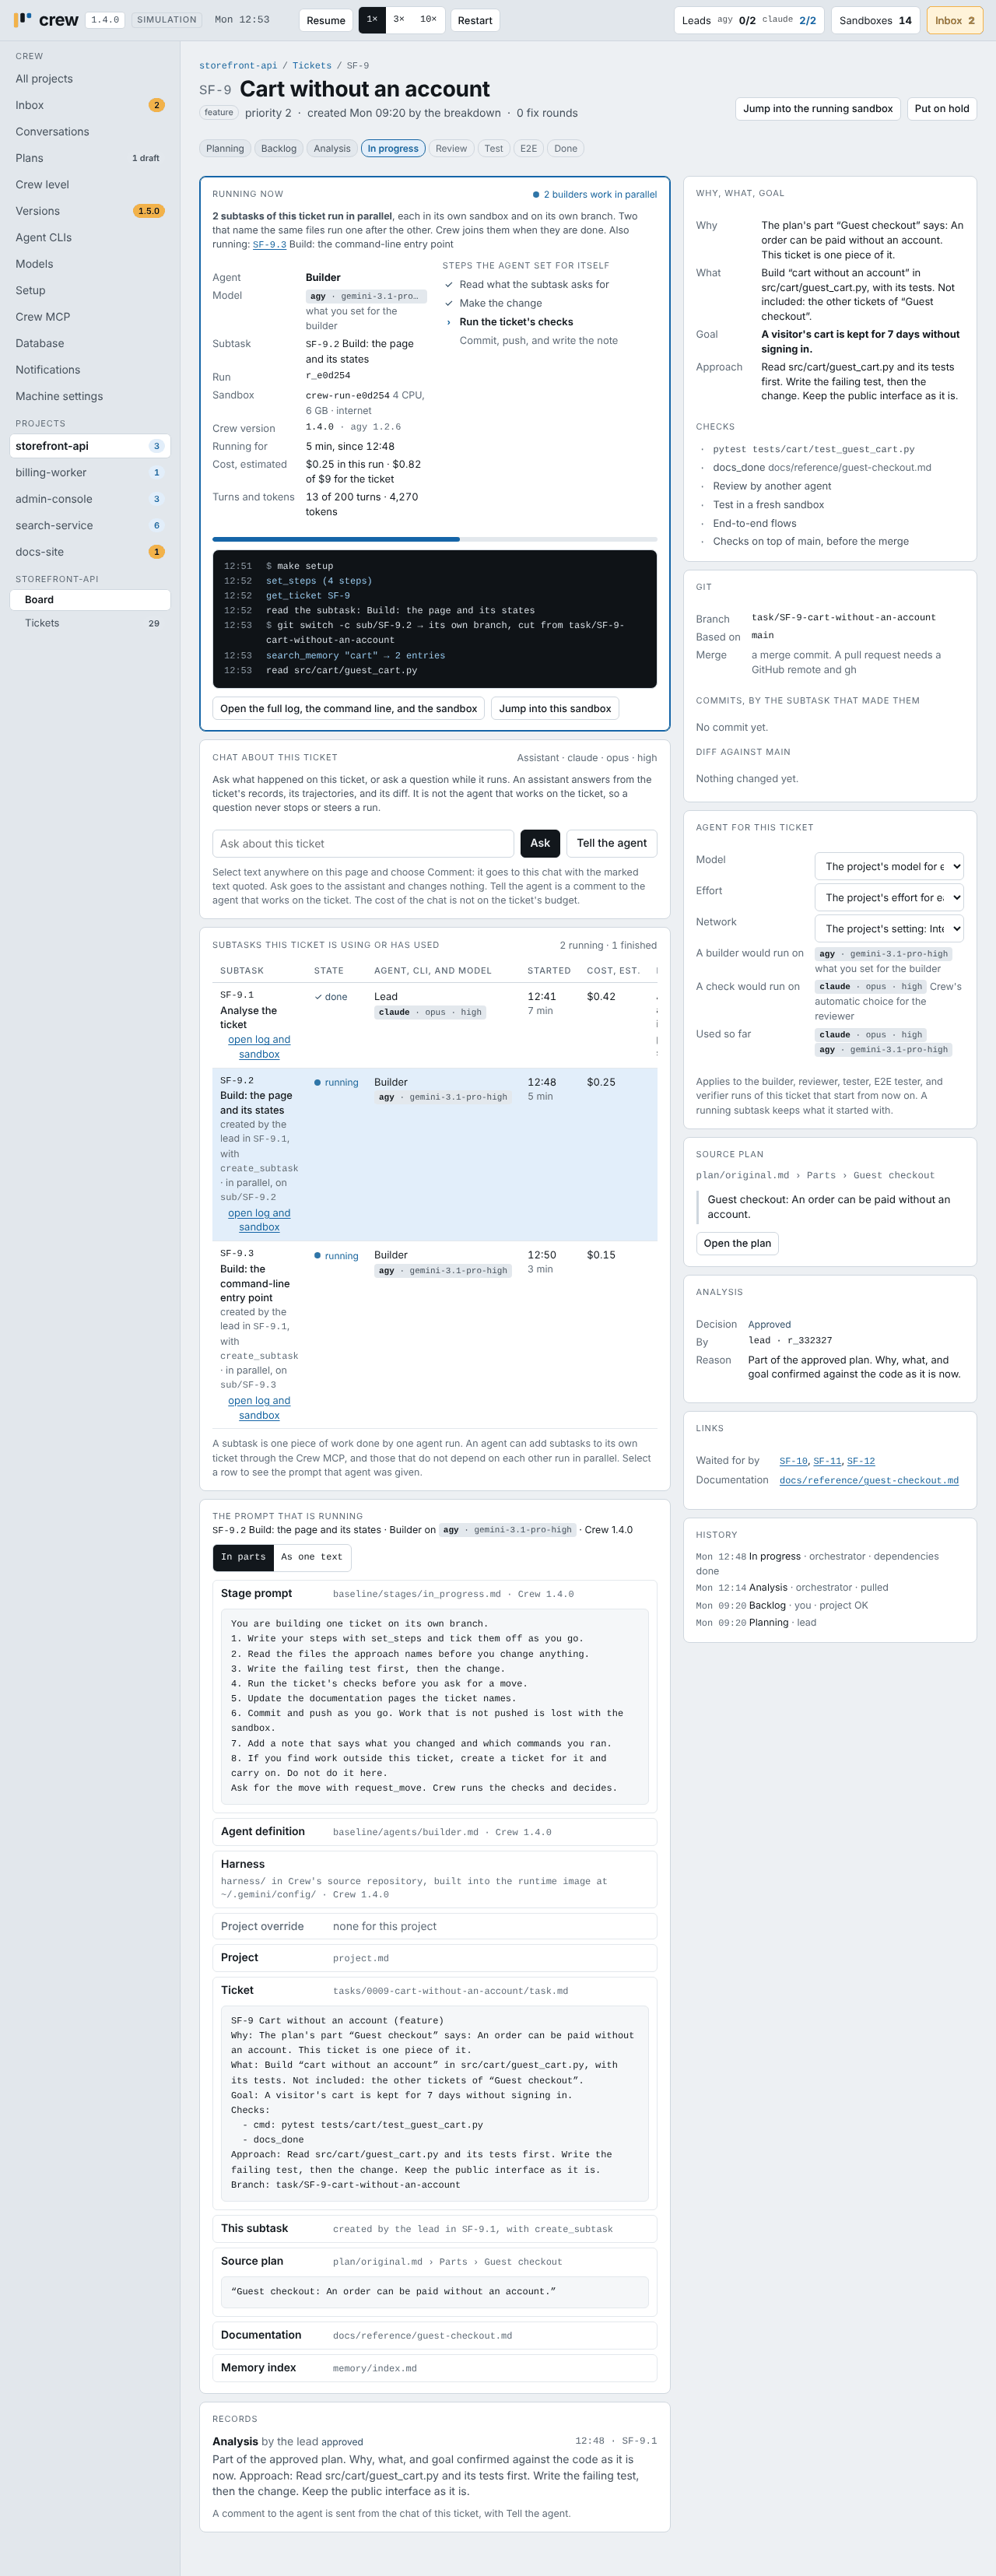 crew 1.4.0 SIMULATION Mon 12:53 Resume 1× 3× 10× Restart Leads agy 0/2 claude 2/2 Sandboxes 14 Inbox 2
CREW
All projects
Inbox 2
Conversations
Plans 1 draft
Crew level
Versions 1.5.0
Agent CLIs
Models
Setup
Crew MCP
Database
Notifications
Machine settings
PROJECTS
storefront-api 3
billing-worker 1
admin-console 3
search-service 6
docs-site 1
STOREFRONT-API
Board
Tickets 29
storefront-api / Tickets / SF-9
SF-9 Cart without an account
feature priority 2 · created Mon 09:20 by the breakdown · 0 fix rounds
Jump into the running sandbox Put on hold
Planning Backlog Analysis In progress Review Test E2E Done
RUNNING NOW 2 builders work in parallel
2 subtasks of this ticket run in parallel, each in its own sandbox and on its own branch. Two
that name the same files run one after the other. Crew joins them when they are done. Also
running: SF-9.3 Build: the command-line entry point
Agent Builder
Model agy · gemini-3.1-pro…
what you set for the
builder
Subtask SF-9.2 Build: the page
and its states
Run r_e0d254
Sandbox crew-run-e0d254 4 CPU,
6 GB · internet
Crew version 1.4.0 · agy 1.2.6
Running for 5 min, since 12:48
Cost, estimated $0.25 in this run · $0.82
of $9 for the ticket
Turns and tokens 13 of 200 turns · 4,270
tokens
STEPS THE AGENT SET FOR ITSELF
✓ Read what the subtask asks for
✓ Make the change
› Run the ticket's checks
Commit, push, and write the note
12:51 $ make setup
12:52 set_steps (4 steps)
12:52 get_ticket SF-9
12:52 read the subtask: Build: the page and its states
12:53 $ git switch -c sub/SF-9.2 → its own branch, cut from task/SF-9-
cart-without-an-account
12:53 search_memory "cart" → 2 entries
12:53 read src/cart/guest_cart.py
Open the full log, the command line, and the sandbox Jump into this sandbox
CHAT ABOUT THIS TICKET Assistant · claude · opus · high
Ask what happened on this ticket, or ask a question while it runs. An assistant answers from the
ticket's records, its trajectories, and its diff. It is not the agent that works on the ticket, so a
question never stops or steers a run.
Ask about this ticket Ask Tell the agent
Select text anywhere on this page and choose Comment: it goes to this chat with the marked
text quoted. Ask goes to the assistant and changes nothing. Tell the agent is a comment to the
agent that works on the ticket. The cost of the chat is not on the ticket's budget.
SUBTASKS THIS TICKET IS USING OR HAS USED 2 running · 1 finished
SUBTASK STATE AGENT, CLI, AND MODEL STARTED COST, EST.
SF-9.1 ✓ done Lead 12:41 $0.42
Analyse the claude · opus · high 7 min
ticket
open log and
sandbox
SF-9.2 running Builder 12:48 $0.25
Build: the page agy · gemini-3.1-pro-high 5 min
and its states
created by the
lead in SF-9.1,
with
create_subtask
· in parallel, on
sub/SF-9.2
open log and
sandbox
SF-9.3 running Builder 12:50 $0.15
Build: the agy · gemini-3.1-pro-high 3 min
command-line
entry point
created by the
lead in SF-9.1,
with
create_subtask
· in parallel, on
sub/SF-9.3
open log and
sandbox
A subtask is one piece of work done by one agent run. An agent can add subtasks to its own
ticket through the Crew MCP, and those that do not depend on each other run in parallel. Select
a row to see the prompt that agent was given.
THE PROMPT THAT IS RUNNING
SF-9.2 Build: the page and its states · Builder on agy · gemini-3.1-pro-high · Crew 1.4.0
In parts As one text
Stage prompt baseline/stages/in_progress.md · Crew 1.4.0
You are building one ticket on its own branch.
1. Write your steps with set_steps and tick them off as you go.
2. Read the files the approach names before you change anything.
3. Write the failing test first, then the change.
4. Run the ticket's checks before you ask for a move.
5. Update the documentation pages the ticket names.
6. Commit and push as you go. Work that is not pushed is lost with the
sandbox.
7. Add a note that says what you changed and which commands you ran.
8. If you find work outside this ticket, create a ticket for it and
carry on. Do not do it here.
Ask for the move with request_move. Crew runs the checks and decides.
Agent definition baseline/agents/builder.md · Crew 1.4.0
Harness
harness/ in Crew's source repository, built into the runtime image at
~/.gemini/config/ · Crew 1.4.0
Project override none for this project
Project project.md
Ticket tasks/0009-cart-without-an-account/task.md
SF-9 Cart without an account (feature)
Why: The plan's part “Guest checkout” says: An order can be paid without
an account. This ticket is one piece of it.
What: Build “cart without an account” in src/cart/guest_cart.py, with
its tests. Not included: the other tickets of “Guest checkout”.
Goal: A visitor's cart is kept for 7 days without signing in.
Checks:
- cmd: pytest tests/cart/test_guest_cart.py
- docs_done
Approach: Read src/cart/guest_cart.py and its tests first. Write the
failing test, then the change. Keep the public interface as it is.
Branch: task/SF-9-cart-without-an-account
This subtask created by the lead in SF-9.1, with create_subtask
Source plan plan/original.md › Parts › Guest checkout
“Guest checkout: An order can be paid without an account.”
Documentation docs/reference/guest-checkout.md
Memory index memory/index.md
RECORDS
Analysis by the lead approved 12:48 · SF-9.1
Part of the approved plan. Why, what, and goal confirmed against the code as it is
now. Approach: Read src/cart/guest_cart.py and its tests first. Write the failing test,
then the change. Keep the public interface as it is.
A comment to the agent is sent from the chat of this ticket, with Tell the agent.
WHY, WHAT, GOAL
Why The plan's part “Guest checkout” says: An
order can be paid without an account.
This ticket is one piece of it.
What Build “cart without an account” in
src/cart/guest_cart.py, with its tests. Not
included: the other tickets of “Guest
checkout”.
Goal A visitor's cart is kept for 7 days without
signing in.
Approach Read src/cart/guest_cart.py and its tests
first. Write the failing test, then the
change. Keep the public interface as it is.
CHECKS
· pytest tests/cart/test_guest_cart.py
· docs_done docs/reference/guest-checkout.md
· Review by another agent
· Test in a fresh sandbox
· End-to-end flows
· Checks on top of main, before the merge
GIT
Branch task/SF-9-cart-without-an-account
Based on main
Merge a merge commit. A pull request needs a
GitHub remote and gh
COMMITS, BY THE SUBTASK THAT MADE THEM
No commit yet.
DIFF AGAINST MAIN
Nothing changed yet.
AGENT FOR THIS TICKET
Model The project's model for e
Effort The project's effort for ea
Network The project's setting: Inte
A builder would run on agy · gemini-3.1-pro-high
what you set for the builder
A check would run on claude · opus · high Crew's
automatic choice for the
reviewer
Used so far claude · opus · high
agy · gemini-3.1-pro-high
Applies to the builder, reviewer, tester, E2E tester, and
verifier runs of this ticket that start from now on. A
running subtask keeps what it started with.
SOURCE PLAN
plan/original.md › Parts › Guest checkout
Guest checkout: An order can be paid without an
account.
Open the plan
ANALYSIS
Decision Approved
By lead · r_332327
Reason Part of the approved plan. Why, what, and
goal confirmed against the code as it is now.
LINKS
Waited for by SF-10, SF-11, SF-12
Documentation docs/reference/guest-checkout.md
HISTORY
Mon 12:48 In progress · orchestrator · dependencies
done
Mon 12:14 Analysis · orchestrator · pulled
Mon 09:20 Backlog · you · project OK
Mon 09:20 Planning · lead